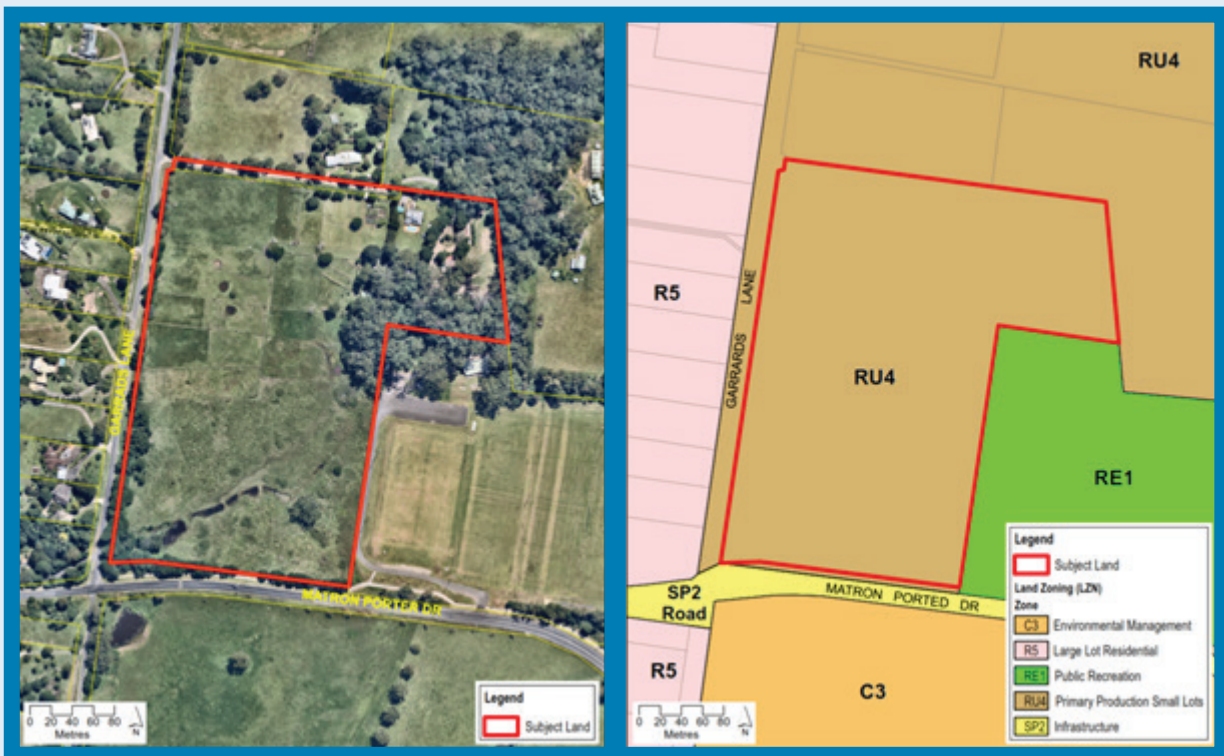 GARRADS LANE
MATRON PORTER DR
0 20 40 60 80
Metres
N
Legend
Subject Land
RU4
R5
GARRARDS LANE
RU4
RE1
SP2
Road
MATRON PORTED DR
R5
C3
0 20 40 60 80
Metres
N
Legend
Subject Land
Land Zoning (LZN)
Zone
C3 Environmental Management
R5 Large Lot Residential
RE1 Public Recreation
RU4 Primary Production Small Lots
SP2 Infrastructure